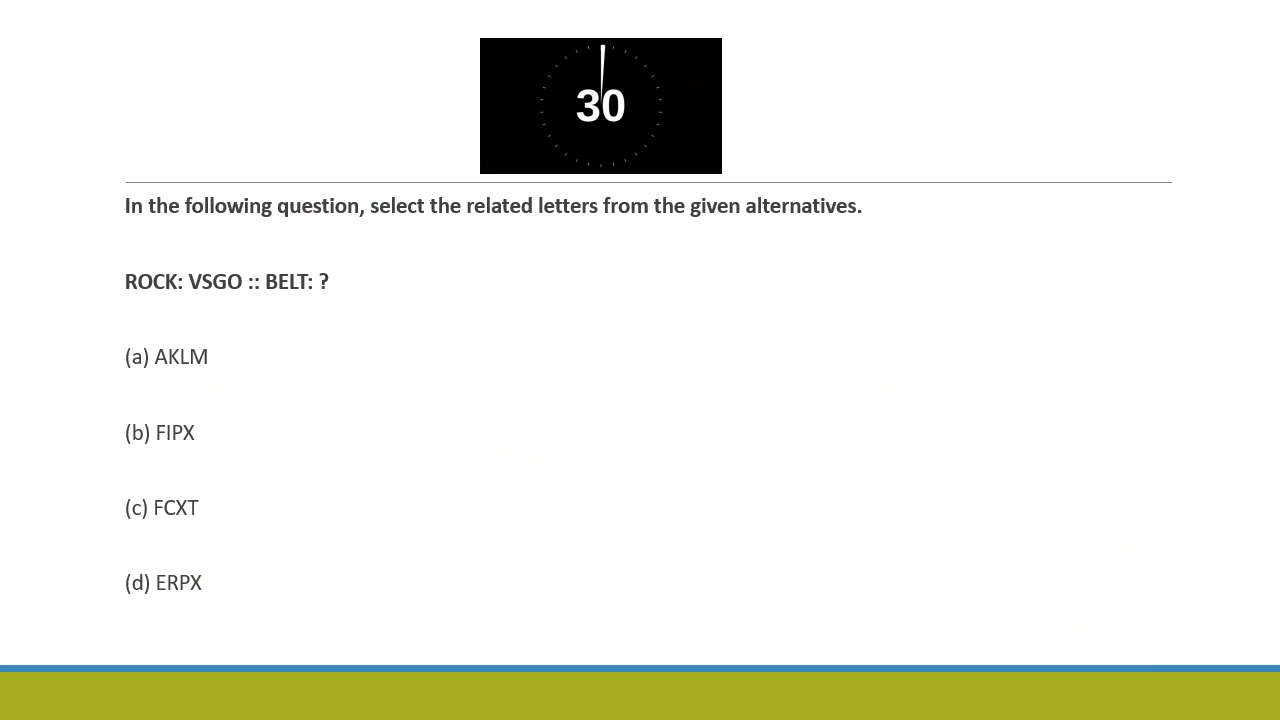 30
In the following question, select the related letters from the given alternatives.
ROCK: VSGO :: BELT: ?
(a) AKLM
(b) FIPX
(c) FCXT
(d) ERPX